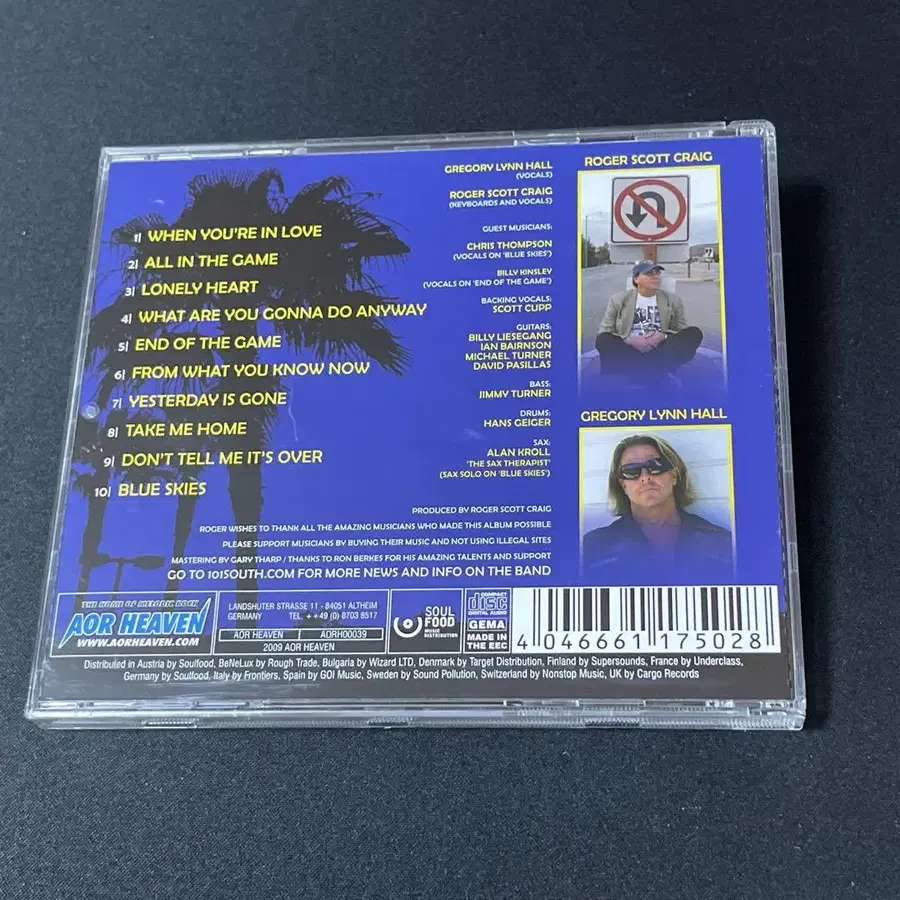 1| WHEN YOU'RE IN LOVE
2| ALL IN THE GAME
3| LONELY HEART
4| WHAT ARE YOU GONNA DO ANYWAY
5| END OF THE GAME
6| FROM WHAT YOU KNOW NOW
7| YESTERDAY IS GONE
8| TAKE ME HOME
9| DON'T TELL ME IT'S OVER
10| BLUE SKIES
GREGORY LYNN HALL
(VOCALS)
ROGER SCOTT CRAIG
(KEYBOARDS AND VOCALS)
GUEST MUSICIANS:
CHRIS THOMPSON
(VOCALS ON 'BLUE SKIES')
BILLY KINSLEY
(VOCALS ON 'END OF THE GAME')
BACKING VOCALS:
SCOTT CUPP
GUITARS:
BILLY LIESEGANG
IAN BAIRNSON
MICHAEL TURNER
DAVID PASILLAS
BASS:
JIMMY TURNER
DRUMS:
HANS GEIGER
SAX:
ALAN KROLL
'THE SAX THERAPIST'
(SAX SOLO ON 'BLUE SKIES')
ROGER SCOTT CRAIG
GREGORY LYNN HALL
PRODUCED BY ROGER SCOTT CRAIG
ROGER WISHES TO THANK ALL THE AMAZING MUSICIANS WHO MADE THIS ALBUM POSSIBLE
PLEASE SUPPORT MUSICIANS BY BUYING THEIR MUSIC AND NOT USING ILLEGAL SITES
MASTERING BY GARY THARP / THANKS TO RON BERKES FOR HIS AMAZING TALENTS AND SUPPORT
GO TO 101SOUTH.COM FOR MORE NEWS AND INFO ON THE BAND
THE HOME OF MELODIC ROCK
AOR HEAVEN
WWW.AORHEAVEN.COM
LANDSHUTER STRASSE 11 - 84051 ALTHEIM
GERMANY TEL. ++49 (0) 8703 8517
AOR HEAVEN AORH00039
2009 AOR HEAVEN
SOUL
FOOD
MUSIC
DISTRIBUTION
COMPACT
disc
DIGITAL AUDIO
GEMA
MADE IN
THE EEC
4 046661 175028
Distributed in Austria by Soulfood, BeNeLux by Rough Trade, Bulgaria by Wizard LTD, Denmark by Target Distribution, Finland by Supersounds, France by Underclass,
Germany by Soulfood, Italy by Frontiers, Spain by GOI Music, Sweden by Sound Pollution, Switzerland by Nonstop Music, UK by Cargo Records